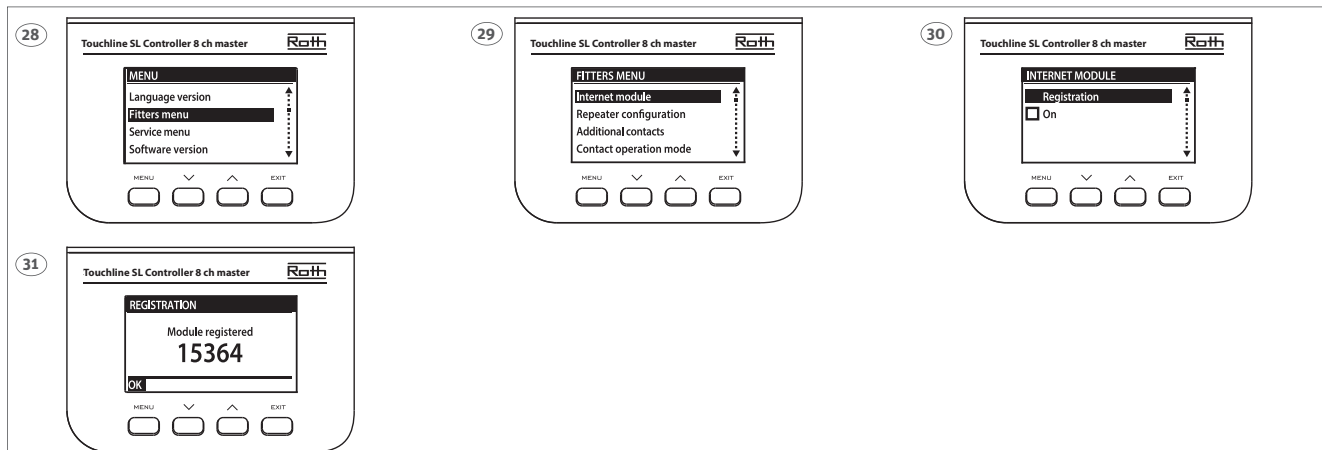 28
Touchline SL Controller 8 ch master Roth
MENU
Language version
Fitters menu
Service menu
Software version
MENU EXIT
29
Touchline SL Controller 8 ch master Roth
FITTERS MENU
Internet module
Repeater configuration
Additional contacts
Contact operation mode
MENU EXIT
30
Touchline SL Controller 8 ch master Roth
INTERNET MODULE
Registration
On
MENU EXIT
31
Touchline SL Controller 8 ch master Roth
REGISTRATION
Module registered
15364
OK
MENU EXIT